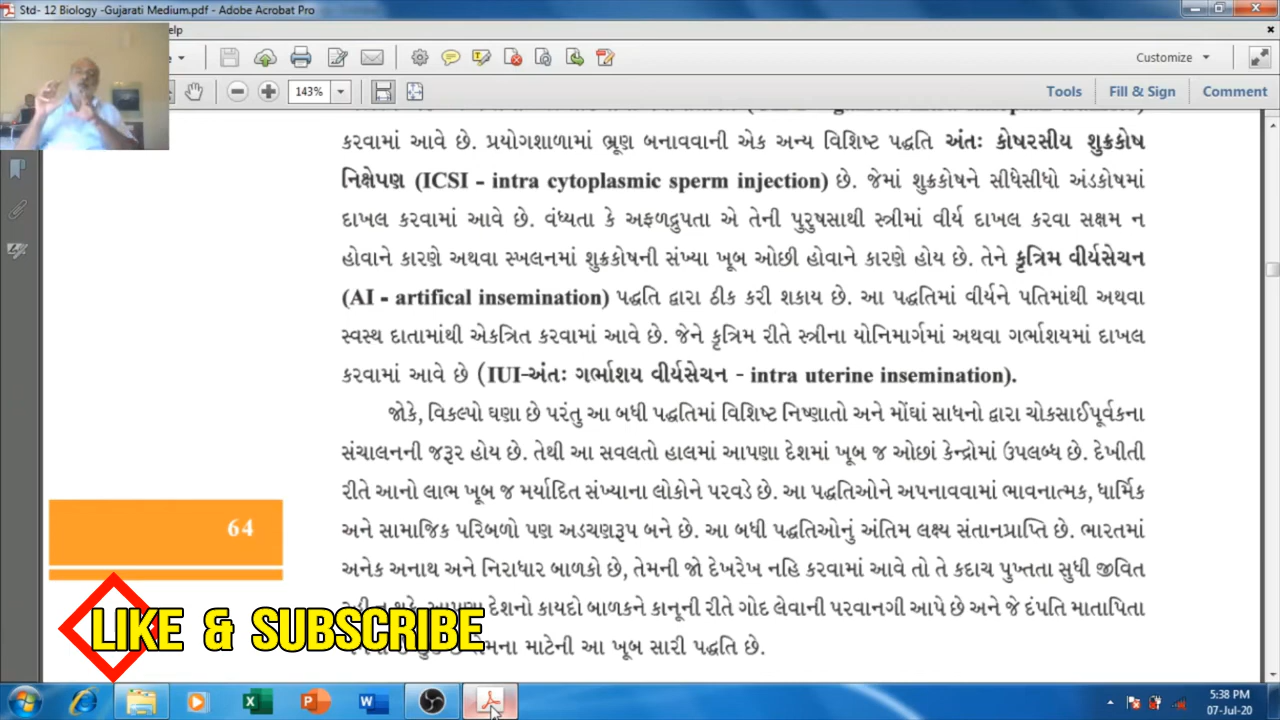 Std- 12 Biology -Gujarati Medium.pdf - Adobe Acrobat Pro
elp
Customize
143%
Tools
Fill & Sign
Comment
કરવામાં આવે છે. પ્રયોગશાળામાં ભ્રૂણ બનાવવાની એક અન્ય વિશિષ્ટ પદ્ધતિ અંતઃ કોષરસીય શુક્રકોષ
નિક્ષેપણ (ICSI - intra cytoplasmic sperm injection) છે. જેમાં શુક્રકોષને સીધેસીધો અંડકોષમાં
દાખલ કરવામાં આવે છે. વંધ્યતા કે અફળદ્રુપતા એ તેની પુરુષસાથી સ્ત્રીમાં વીર્ય દાખલ કરવા સક્ષમ ન
હોવાને કારણે અથવા સ્ખલનમાં શુક્રકોષની સંખ્યા ખૂબ ઓછી હોવાને કારણે હોય છે. તેને કૃત્રિમ વીર્યસેચન
(AI - artifical insemination) પદ્ધતિ દ્વારા ઠીક કરી શકાય છે. આ પદ્ધતિમાં વીર્યને પતિમાંથી અથવા
સ્વસ્થ દાતામાંથી એકત્રિત કરવામાં આવે છે. જેને કૃત્રિમ રીતે સ્ત્રીના યોનિમાર્ગમાં અથવા ગર્ભાશયમાં દાખલ
કરવામાં આવે છે (IUI-અંતઃ ગર્ભાશય વીર્યસેચન - intra uterine insemination).
જોકે, વિકલ્પો ઘણા છે પરંતુ આ બધી પદ્ધતિમાં વિશિષ્ટ નિષ્ણાતો અને મોંઘાં સાધનો દ્વારા ચોકસાઈપૂર્વકના
સંચાલનની જરૂર હોય છે. તેથી આ સવલતો હાલમાં આપણા દેશમાં ખૂબ જ ઓછાં કેન્દ્રોમાં ઉપલબ્ધ છે. દેખીતી
રીતે આનો લાભ ખૂબ જ મર્યાદિત સંખ્યાના લોકોને પરવડે છે. આ પદ્ધતિઓને અપનાવવામાં ભાવનાત્મક, ધાર્મિક
અને સામાજિક પરિબળો પણ અડચણરૂપ બને છે. આ બધી પદ્ધતિઓનું અંતિમ લક્ષ્ય સંતાનપ્રાપ્તિ છે. ભારતમાં
અનેક અનાથ અને નિરાધાર બાળકો છે, તેમની જો દેખરેખ નહિ કરવામાં આવે તો તે કદાચ પુખ્તતા સુધી જીવિત
આપણા દેશનો કાયદો બાળકને કાનૂની રીતે ગોદ લેવાની પરવાનગી આપે છે અને જે દંપતિ માતાપિતા
તેમના માટેની આ ખૂબ સારી પદ્ધતિ છે.
64
LIKE & SUBSCRIBE
5:38 PM
07-Jul-20